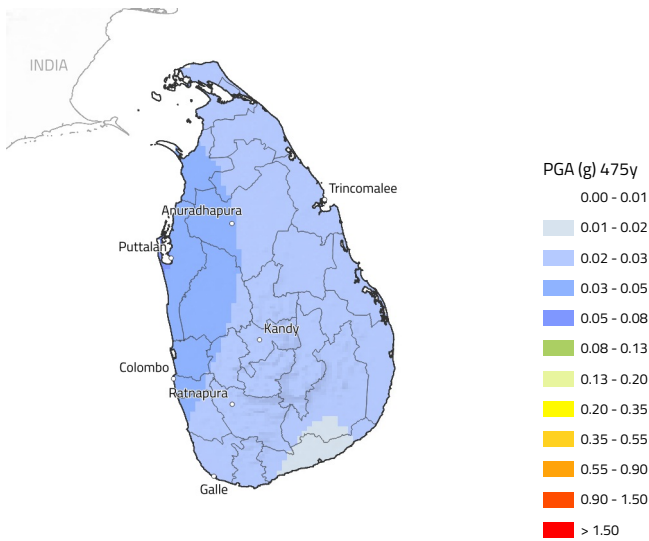 INDIA
Trincomalee
Anuradhapura
Puttalan
Kandy
Colombo
Ratnapura
Galle
PGA (g) 475y
0.00 - 0.01
0.01 - 0.02
0.02 - 0.03
0.03 - 0.05
0.05 - 0.08
0.08 - 0.13
0.13 - 0.20
0.20 - 0.35
0.35 - 0.55
0.55 - 0.90
0.90 - 1.50
> 1.50